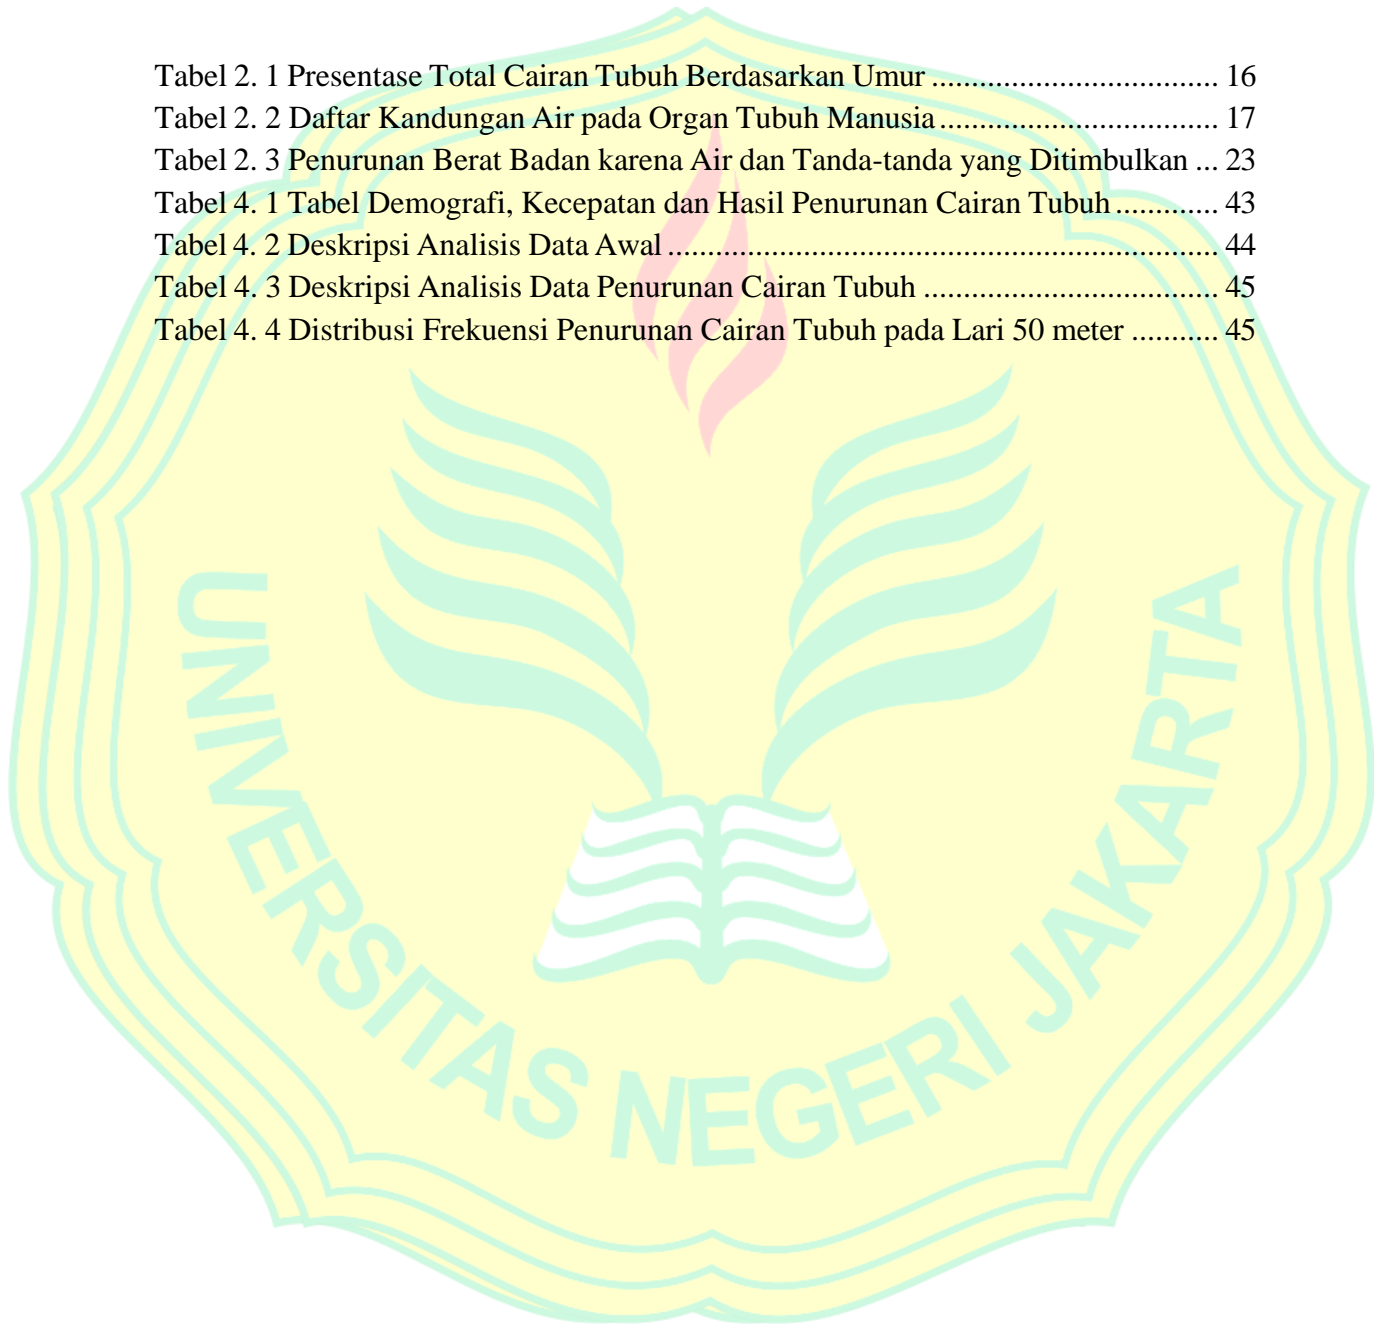 Tabel 2. 1 Presentase Total Cairan Tubuh Berdasarkan Umur .................................... 16
Tabel 2. 2 Daftar Kandungan Air pada Organ Tubuh Manusia ................................... 17
Tabel 2. 3 Penurunan Berat Badan karena Air dan Tanda-tanda yang Ditimbulkan ... 23
Tabel 4. 1 Tabel Demografi, Kecepatan dan Hasil Penurunan Cairan Tubuh ............. 43
Tabel 4. 2 Deskripsi Analisis Data Awal ..................................................................... 44
Tabel 4. 3 Deskripsi Analisis Data Penurunan Cairan Tubuh ..................................... 45
Tabel 4. 4 Distribusi Frekuensi Penurunan Cairan Tubuh pada Lari 50 meter ........... 45
UNIVERSITAS NEGERI JAKARTA